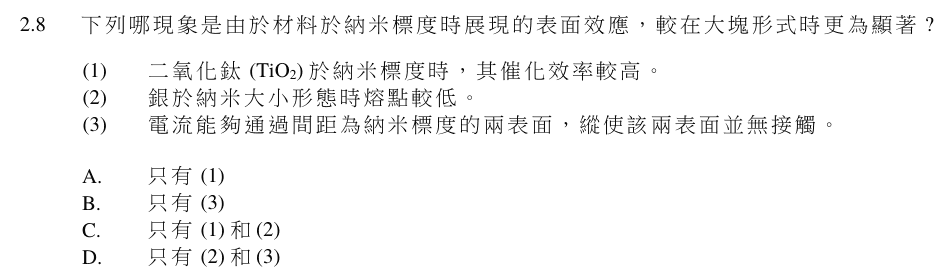 2.8 下列哪現象是由於材料於納米標度時展現的表面效應，較在大塊形式時更為顯著？
(1) 二氧化鈦 (TiO₂) 於納米標度時，其催化效率較高。
(2) 銀於納米大小形態時熔點較低。
(3) 電流能夠通過間距為納米標度的兩表面，縱使該兩表面並無接觸。
A. 只有 (1)
B. 只有 (3)
C. 只有 (1) 和 (2)
D. 只有 (2) 和 (3)